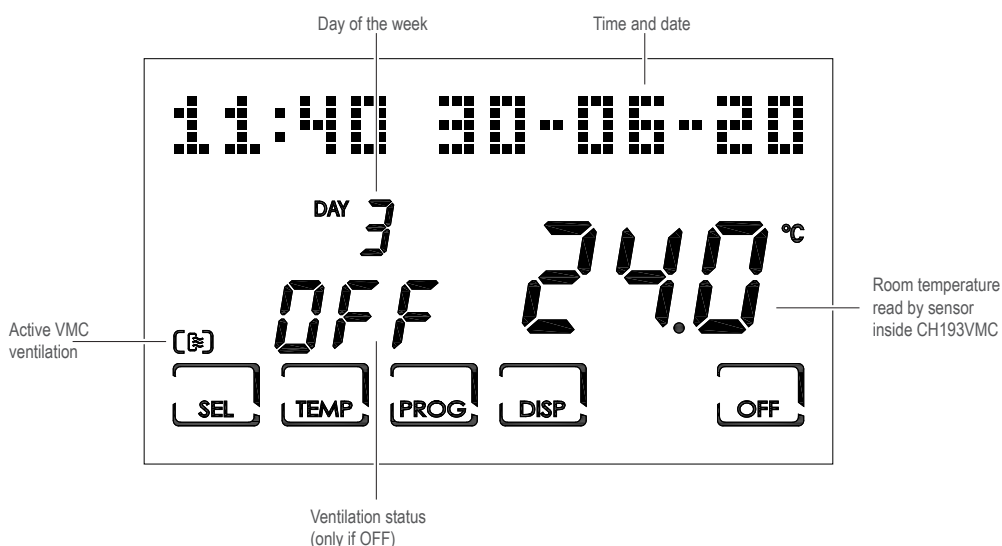 Day of the week
Time and date
11:40 30-06-20
DAY 3
24.0 °C
OFF
Room temperature
read by sensor
inside CH193VMC
Active VMC
ventilation
SEL TEMP PROG DISP OFF
Ventilation status
(only if OFF)